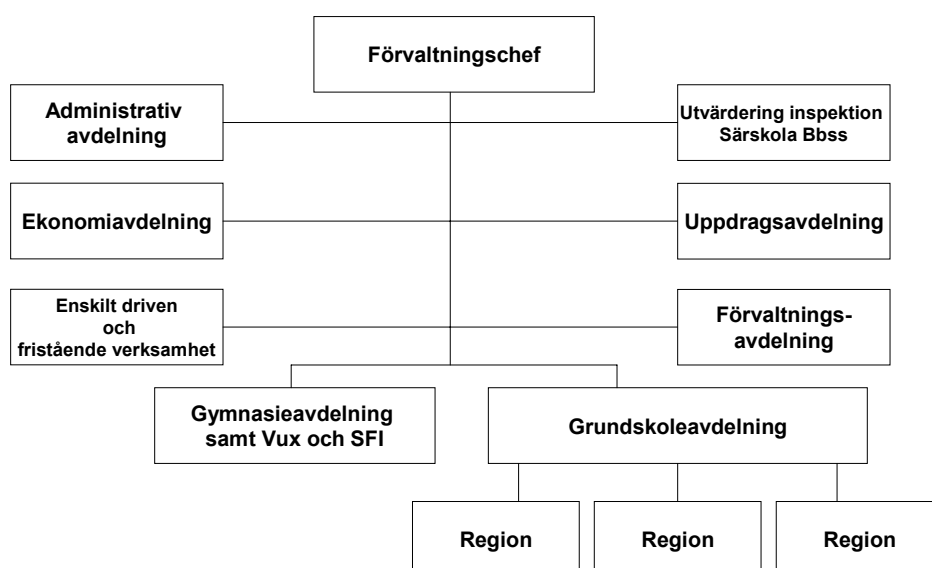 Förvaltningschef
Administrativ
avdelning
Utvärdering inspektion
Särskola Bbss
Ekonomiavdelning
Uppdragsavdelning
Enskilt driven
och
fristående verksamhet
Förvaltnings-
avdelning
Gymnasieavdelning
samt Vux och SFI
Grundskoleavdelning
Region
Region
Region